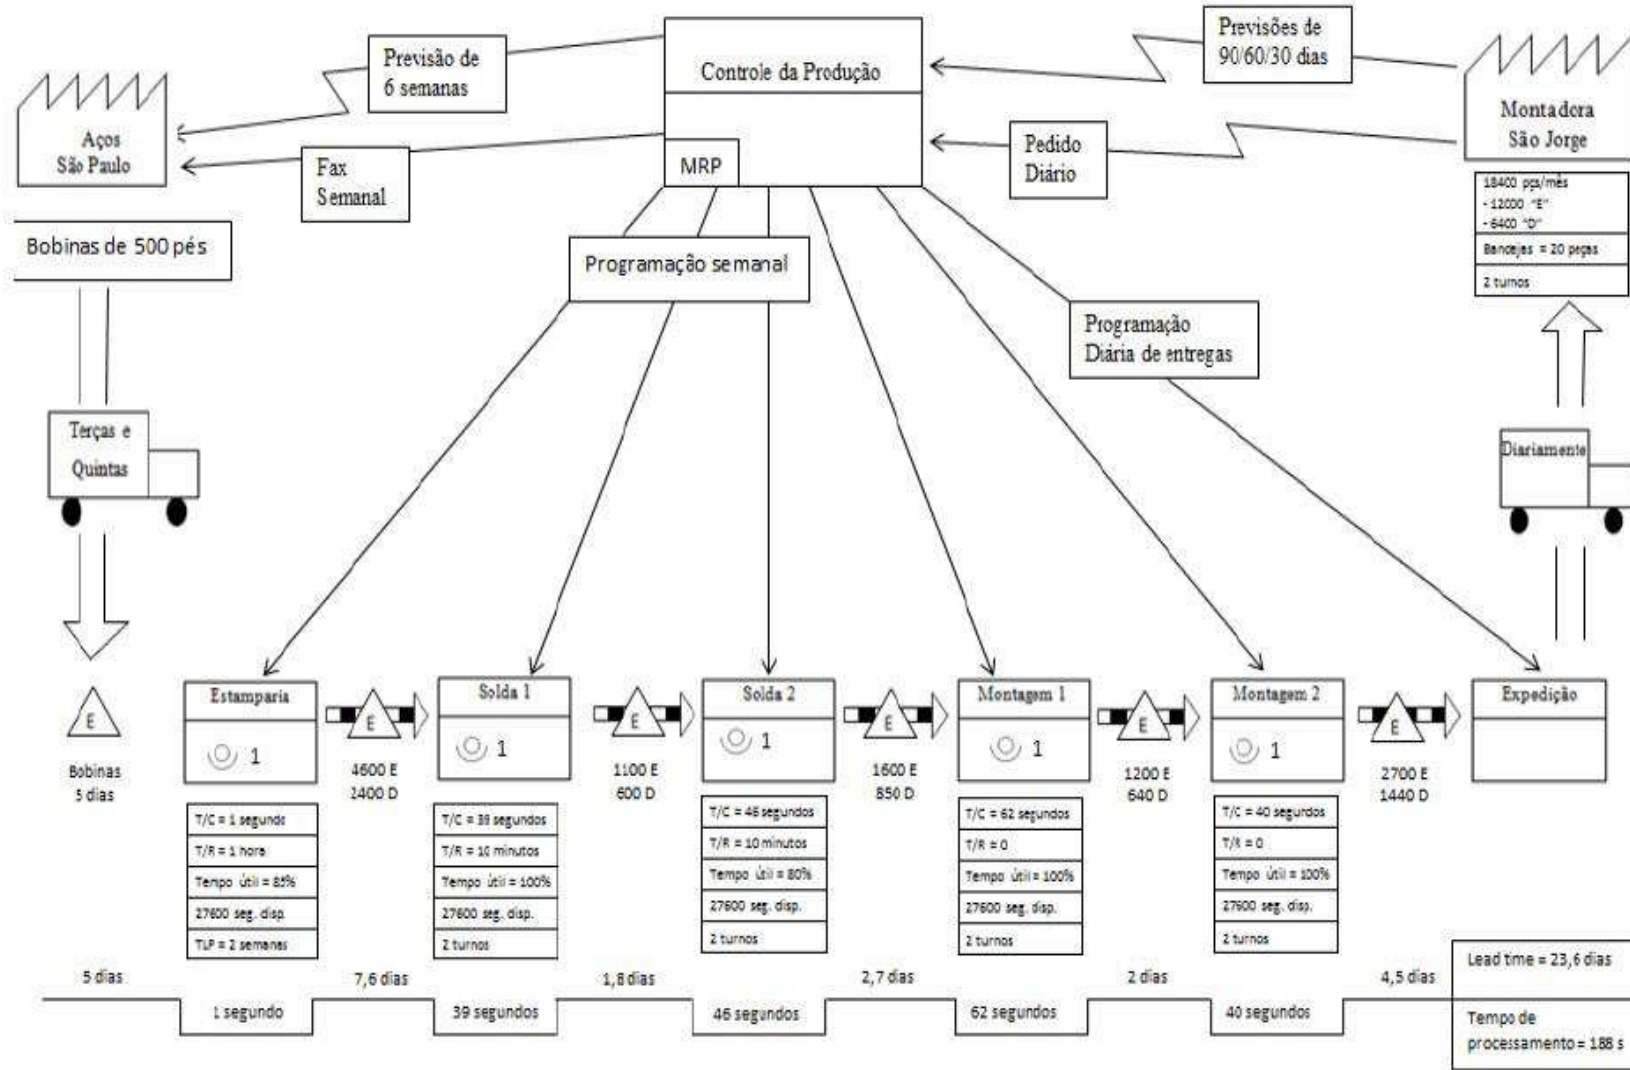 Previsão de
6 semanas
Controle da Produção
MRP
Previsões de
90/60/30 dias
Aços
São Paulo
Fax
Semanal
Pedido
Diário
Montadora
São Jorge
18400 pçs/mês
- 12000 "E"
- 6400 "D"
Bandejas = 20 peças
2 turnos
Bobinas de 500 pés
Programação semanal
Programação
Diária de entregas
Terças e
Quintas
Diariamente
E
Bobinas
5 dias
Estamparia
1
T/C = 1 segundo
T/R = 1 hora
Tempo útil = 85%
27600 seg. disp.
TLP = 2 semanas
E
4600 E
2400 D
Solda 1
1
T/C = 39 segundos
T/R = 10 minutos
Tempo útil = 100%
27600 seg. disp.
2 turnos
E
1100 E
600 D
Solda 2
1
T/C = 46 segundos
T/R = 10 minutos
Tempo útil = 80%
27600 seg. disp.
2 turnos
E
1600 E
850 D
Montagem 1
1
T/C = 62 segundos
T/R = 0
Tempo útil = 100%
27600 seg. disp.
2 turnos
E
1200 E
640 D
Montagem 2
1
T/C = 40 segundos
T/R = 0
Tempo útil = 100%
27600 seg. disp.
2 turnos
E
2700 E
1440 D
Expedição
5 dias
1 segundo
7,6 dias
39 segundos
1,8 dias
46 segundos
2,7 dias
62 segundos
2 dias
40 segundos
4,5 dias
Lead time = 23,6 dias
Tempo de
processamento = 188 s